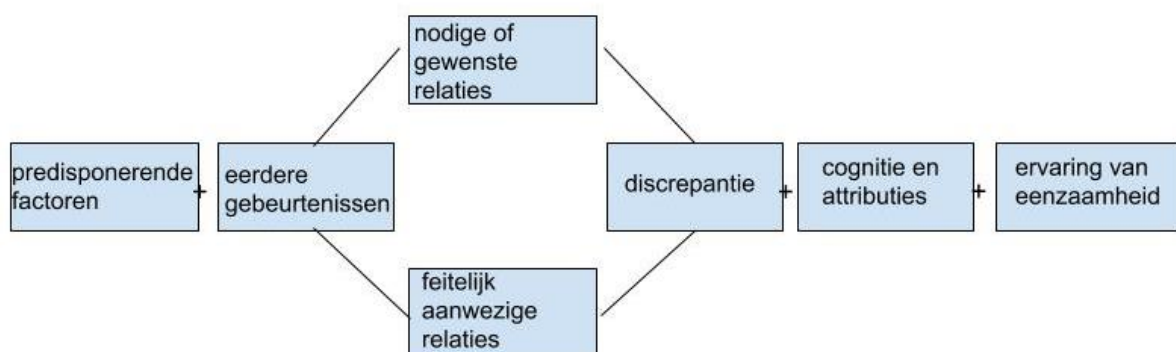 nodige of
gewenste
relaties
predisponerende
factoren
+
eerdere
gebeurtenissen
discrepantie
+
cognitie en
attributies
+
ervaring van
eenzaamheid
feitelijk
aanwezige
relaties